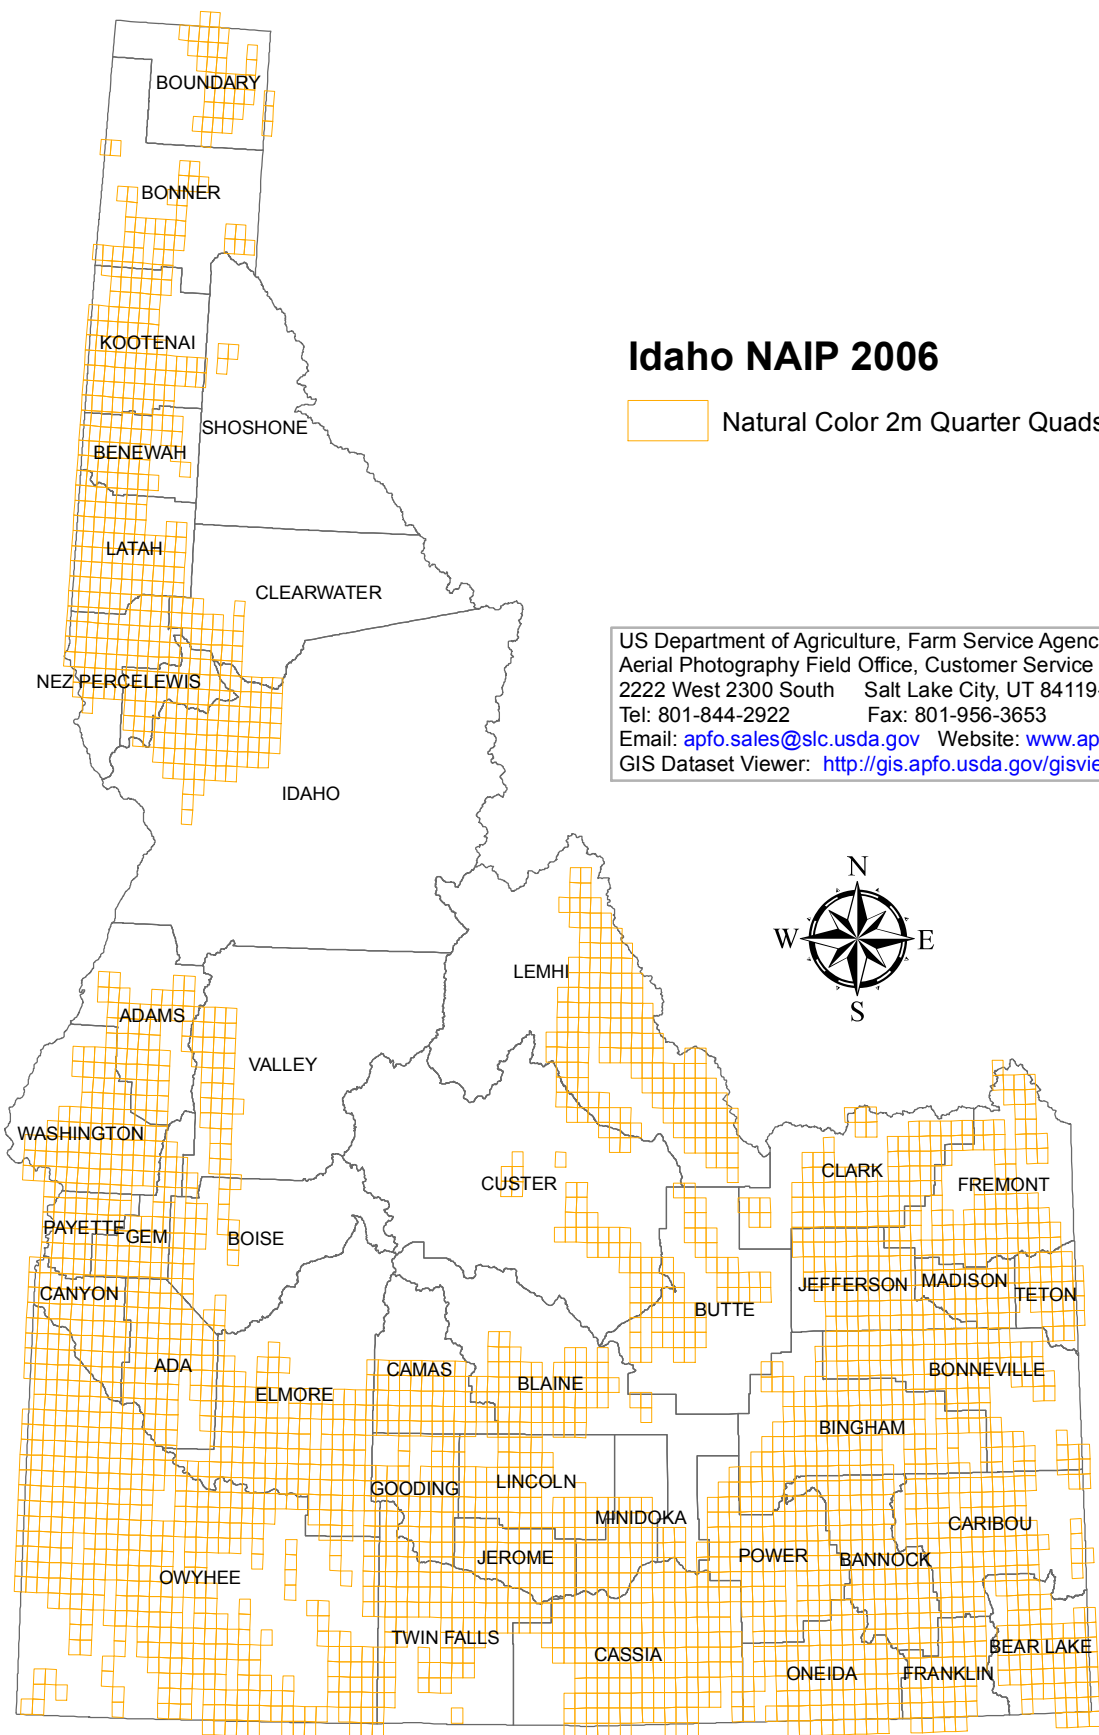 BOUNDARY
BONNER
Idaho NAIP 2006
KOOTENAI
Natural Color 2m Quarter Quads
SHOSHONE
BENEWAH
LATAH
CLEARWATER
US Department of Agriculture, Farm Service Agenc
Aerial Photography Field Office, Customer Service
2222 West 2300 South Salt Lake City, UT 84119-
Tel: 801-844-2922 Fax: 801-956-3653
Email: apfo.sales@slc.usda.gov Website: www.ap
GIS Dataset Viewer: http://gis.apfo.usda.gov/gisvie
NEZ PERCE
LEWIS
IDAHO
N
W
E
S
LEMHI
ADAMS
VALLEY
WASHINGTON
CUSTER
CLARK
FREMONT
PAYETTE
GEM
BOISE
CANYON
JEFFERSON
MADISON
TETON
BUTTE
ADA
ELMORE
CAMAS
BLAINE
BONNEVILLE
BINGHAM
GOODING
LINCOLN
MINIDOKA
CARIBOU
JEROME
POWER
BANNOCK
OWYHEE
TWIN FALLS
CASSIA
BEAR LAKE
ONEIDA
FRANKLIN